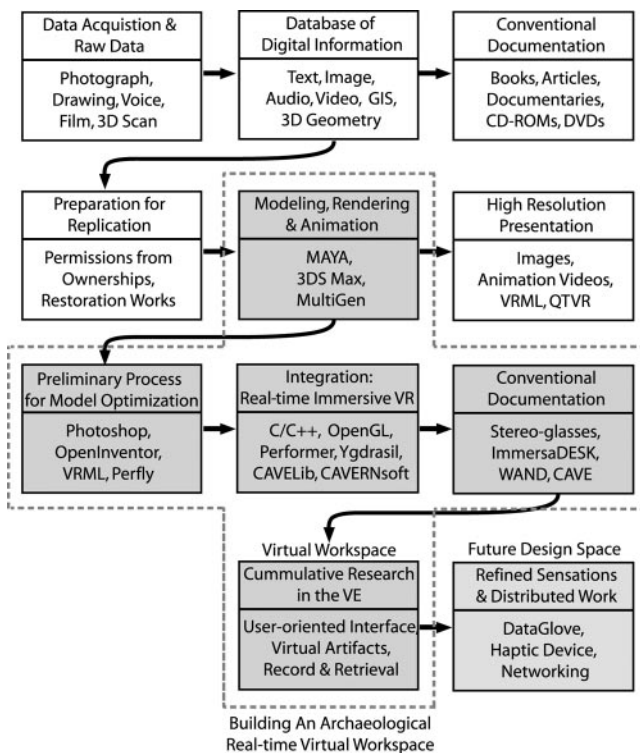 Data Acquistion &
Raw Data
Photograph,
Drawing, Voice,
Film, 3D Scan
Database of
Digital Information
Text, Image,
Audio, Video, GIS,
3D Geometry
Conventional
Documentation
Books, Articles,
Documentaries,
CD-ROMs, DVDs
Preparation for
Replication
Permissions from
Ownerships,
Restoration Works
Modeling, Rendering
& Animation
MAYA,
3DS Max,
MultiGen
High Resolution
Presentation
Images,
Animation Videos,
VRML, QTVR
Preliminary Process
for Model Optimization
Photoshop,
OpenInventor,
VRML, Perfly
Integration:
Real-time Immersive VR
C/C++, OpenGL,
Performer, Ygdrasil,
CAVELib, CAVERNsoft
Conventional
Documentation
Stereo-glasses,
ImmersaDESK,
WAND, CAVE
Virtual Workspace
Cummulative Research
in the VE
User-oriented Interface,
Virtual Artifacts,
Record & Retrieval
Future Design Space
Refined Sensations
& Distributed Work
DataGlove,
Haptic Device,
Networking
Building An Archaeological
Real-time Virtual Workspace